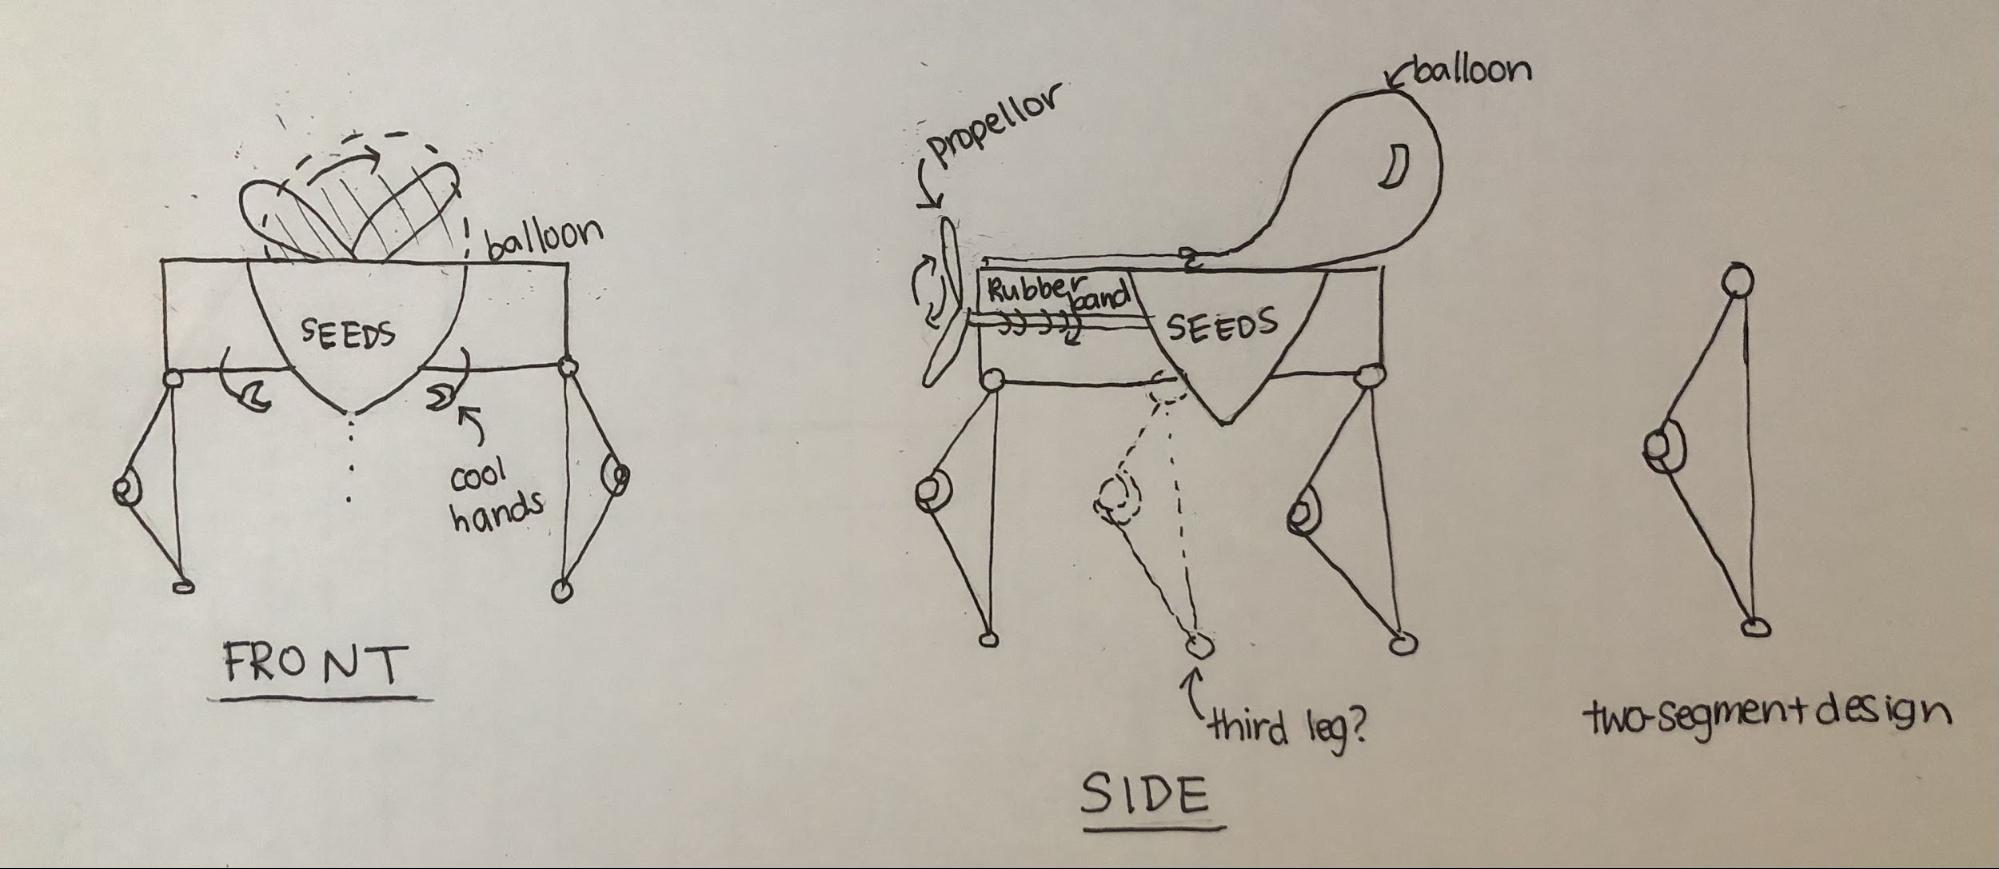 balloon
SEEDS
cool
hands
FRONT
propellor
balloon
Rubber
band
SEEDS
third leg?
SIDE
two-segment design